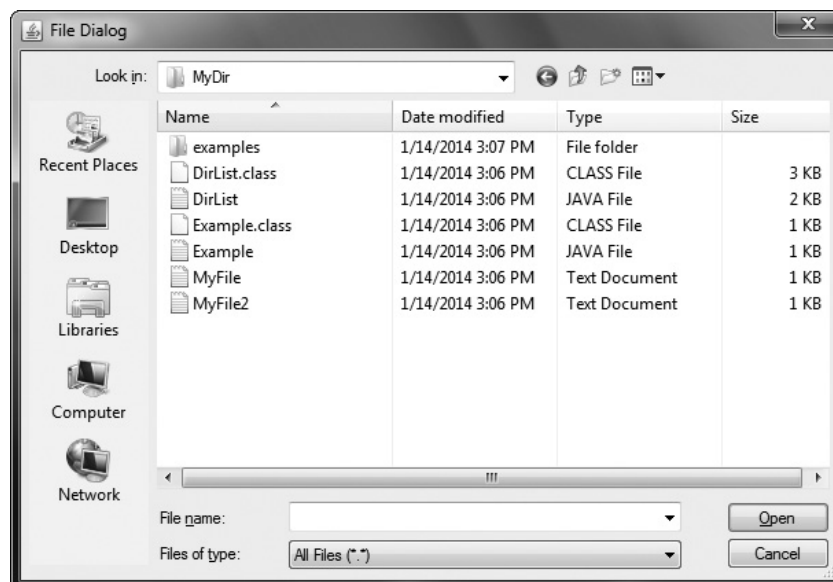 File Dialog
Look in: MyDir
Name Date modified Type Size
examples 1/14/2014 3:07 PM File folder
DirList.class 1/14/2014 3:06 PM CLASS File 3 KB
DirList 1/14/2014 3:06 PM JAVA File 2 KB
Example.class 1/14/2014 3:06 PM CLASS File 1 KB
Example 1/14/2014 3:06 PM JAVA File 1 KB
MyFile 1/14/2014 3:06 PM Text Document 1 KB
MyFile2 1/14/2014 3:06 PM Text Document 1 KB
Recent Places
Desktop
Libraries
Computer
Network
File name: Open
Files of type: All Files (*.*) Cancel